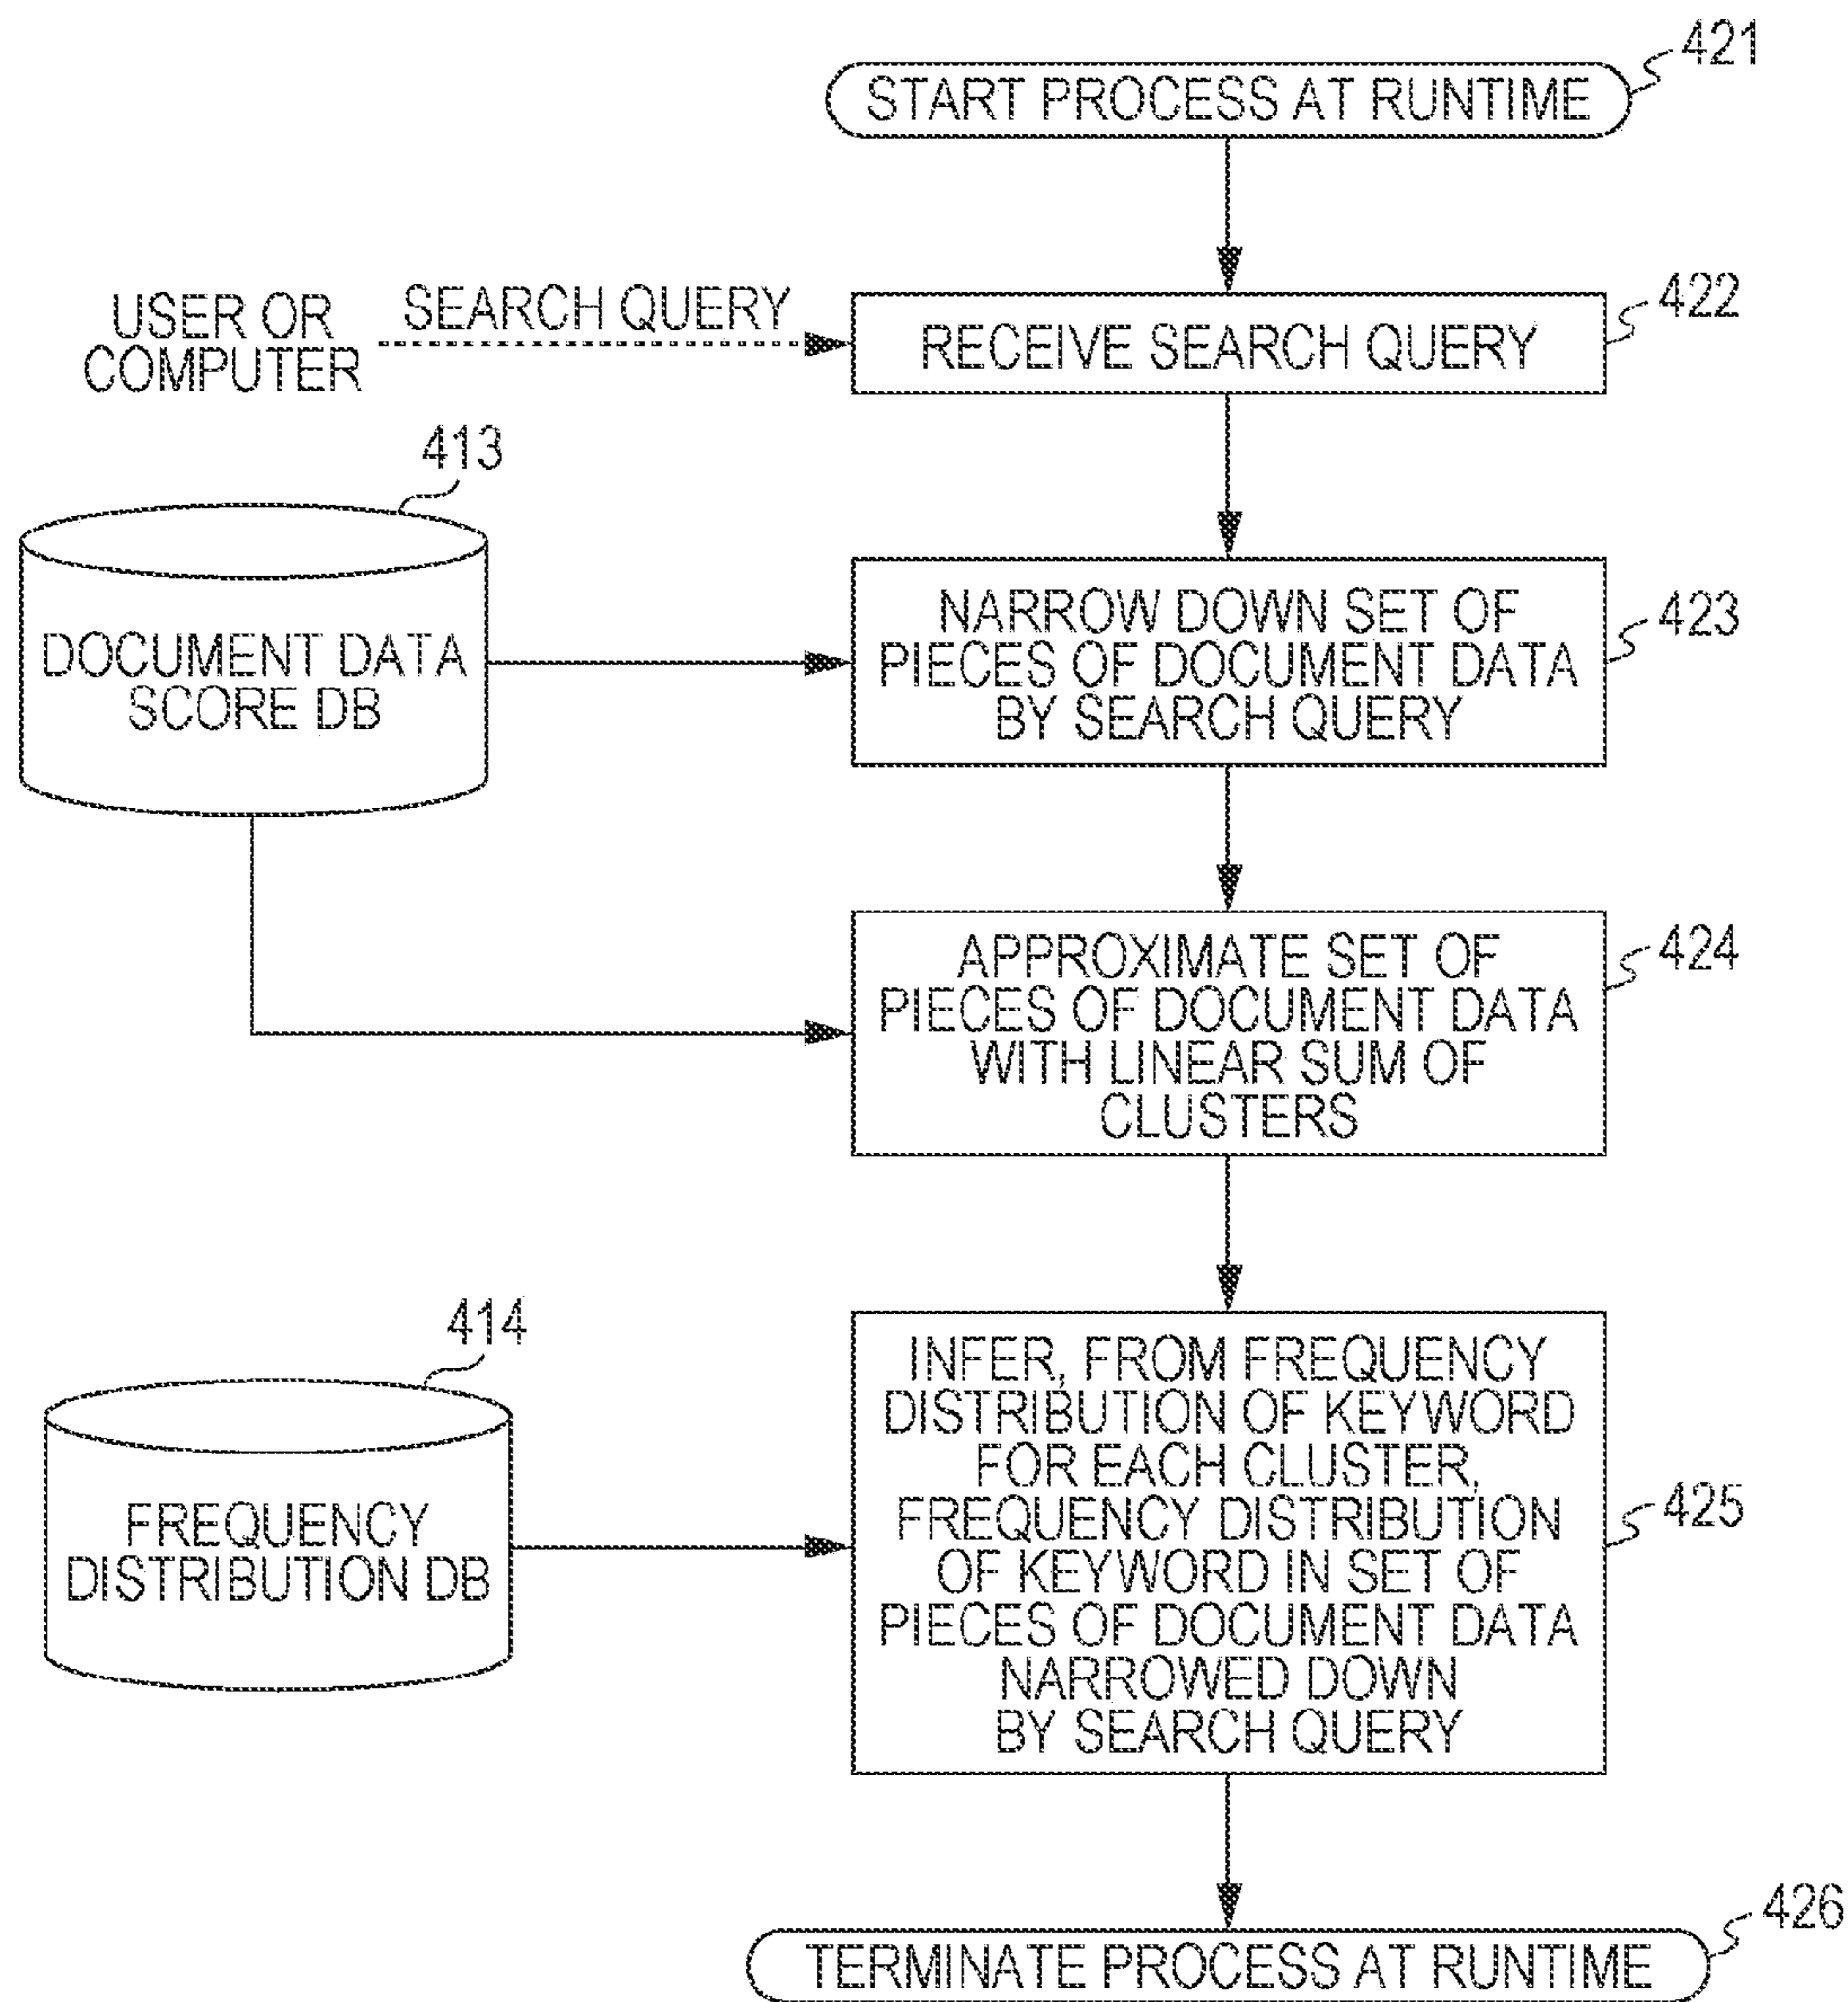 421
START PROCESS AT RUNTIME
USER OR
COMPUTER
SEARCH QUERY
RECEIVE SEARCH QUERY
422
413
DOCUMENT DATA
SCORE DB
NARROW DOWN SET OF
PIECES OF DOCUMENT DATA
BY SEARCH QUERY
423
APPROXIMATE SET OF
PIECES OF DOCUMENT DATA
WITH LINEAR SUM OF
CLUSTERS
424
414
FREQUENCY
DISTRIBUTION DB
INFER, FROM FREQUENCY
DISTRIBUTION OF KEYWORD
FOR EACH CLUSTER,
FREQUENCY DISTRIBUTION
OF KEYWORD IN SET OF
PIECES OF DOCUMENT DATA
NARROWED DOWN
BY SEARCH QUERY
425
426
TERMINATE PROCESS AT RUNTIME